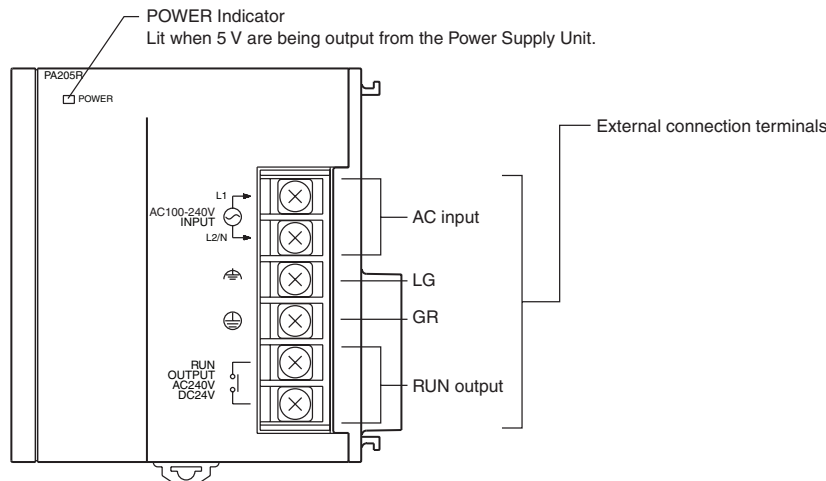 POWER Indicator
Lit when 5 V are being output from the Power Supply Unit.
PA205R
POWER
External connection terminals
L1
AC100-240V
INPUT
L2/N
AC input
LG
GR
RUN
OUTPUT
AC240V
DC24V
RUN output